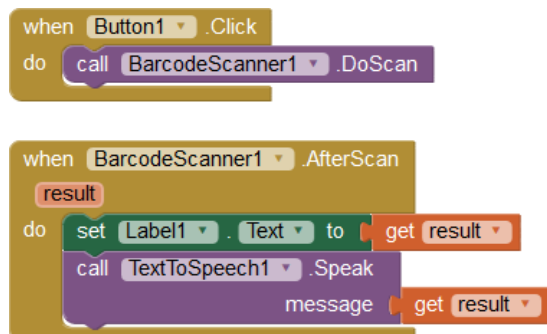 when Button1 .Click
do call BarcodeScanner1 .DoScan
when BarcodeScanner1 .AfterScan
result
do set Label1 . Text to get result
call TextToSpeech1 .Speak
message get result